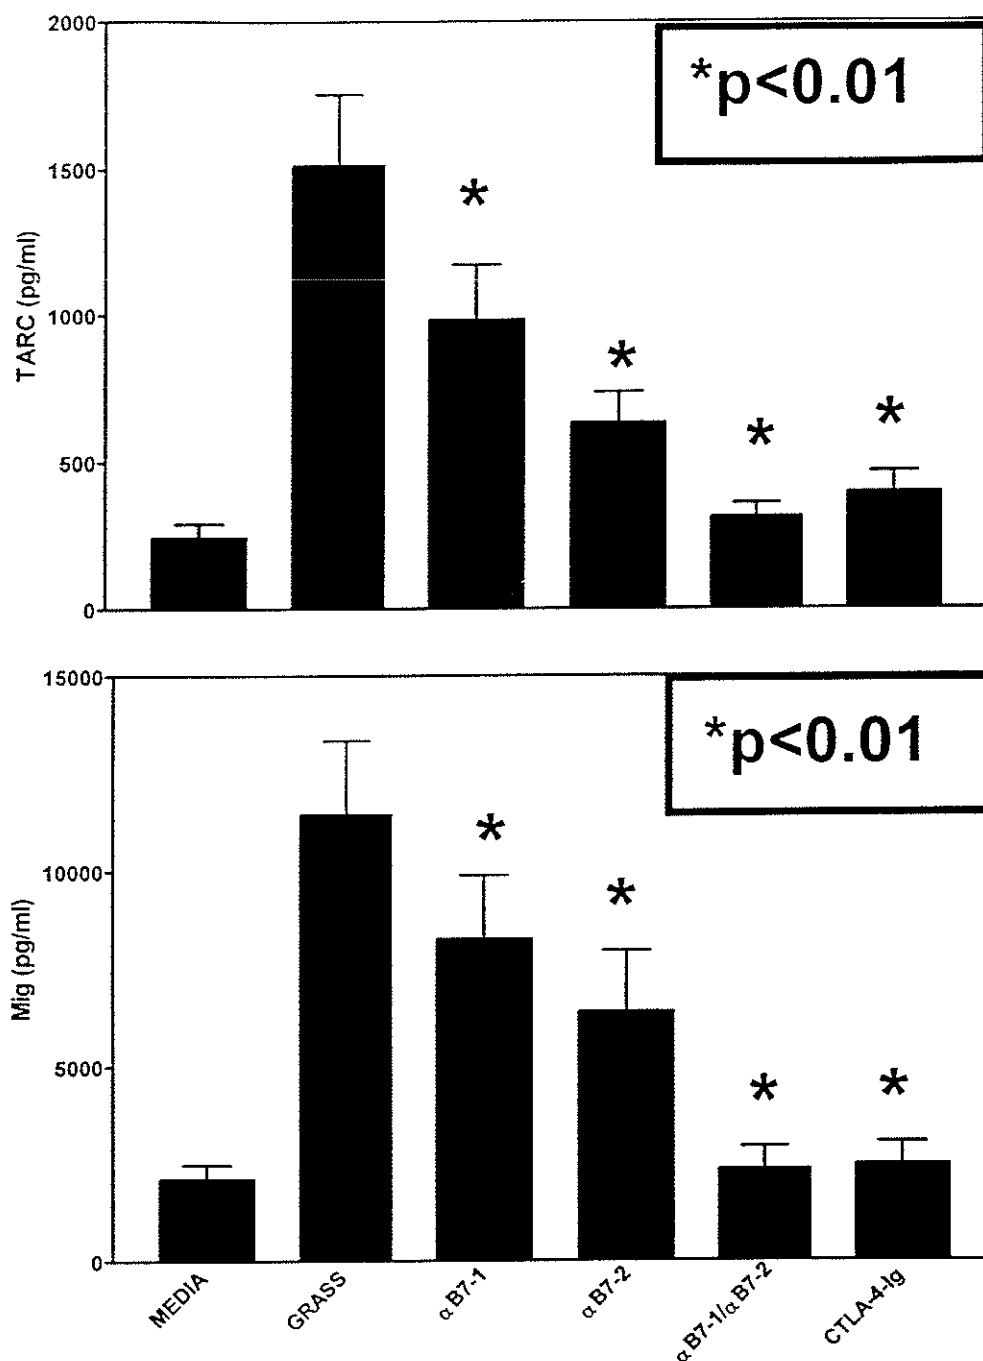 2000
*p<0.01
1500
*
TARC (pg/ml)
1000
*
*
*
500
0
15000
*p<0.01
*
10000
*
Mig (pg/ml)
5000
*
*
0
MEDIA
GRASS
α B7-1
α B7-2
α B7-1/α B7-2
CTLA-4-Ig